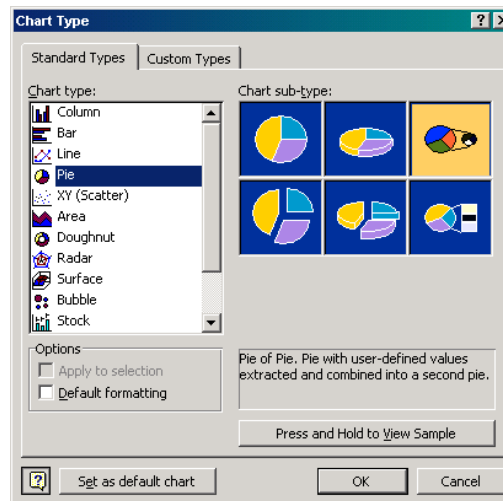 Chart Type
Standard Types
Custom Types
Chart type:
Column
Bar
Line
Pie
XY (Scatter)
Area
Doughnut
Radar
Surface
Bubble
Stock
Chart sub-type:
Options
Apply to selection
Default formatting
Pie of Pie. Pie with user-defined values
extracted and combined into a second pie.
Press and Hold to View Sample
Set as default chart
OK
Cancel